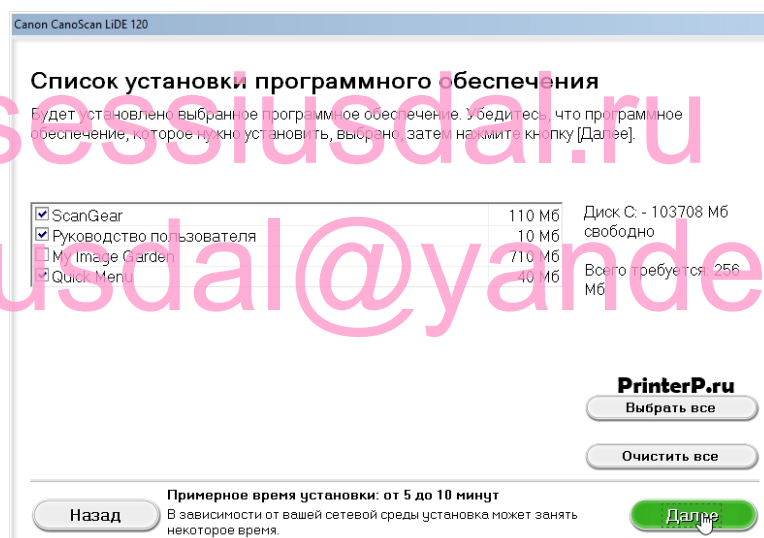 Canon CanoScan LiDE 120
Список установки программного обеспечения
Будет установлено выбранное программное обеспечение. Убедитесь, что программное
обеспечение, которое нужно установить, выбрано, затем нажмите кнопку [Далее].
sessiusdal.ru
ScanGear 110 Мб
Руководство пользователя 10 Мб
My Image Garden 710 Мб
Quick Menu 40 Мб
Диск C: - 103708 Мб
свободно
Всего требуется: 256
Мб
usdal@yande
PrinterP.ru
Выбрать все
Очистить все
Примерное время установки: от 5 до 10 минут
В зависимости от вашей сетевой среды установка может занять
некоторое время.
Назад
Далее